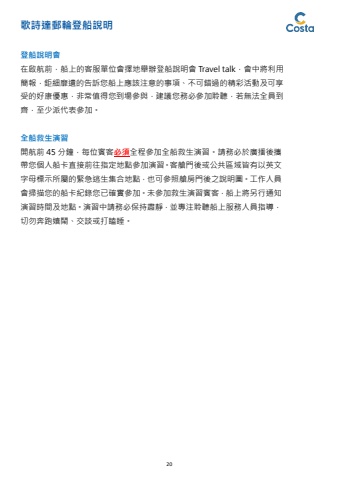 歌詩達郵輪登船說明
Costa
登船說明會
在啟航前，船上的客服單位會擇地舉辦登船說明會 Travel talk，會中將利用
簡報，鉅細靡遺的告訴您船上應該注意的事項、不可錯過的精彩活動及可享
受的好康優惠，非常值得您到場參與，建議您務必參加聆聽，若無法全員到
齊，至少派代表參加。
全船救生演習
開航前 45 分鐘，每位賓客必須全程參加全船救生演習。請務必於廣播後攜
帶您個人船卡直接前往指定地點參加演習。客艙門後或公共區域皆有以英文
字母標示所屬的緊急逃生集合地點，也可參照艙房門後之說明圖。工作人員
會掃描您的船卡紀錄您已確實參加。未參加救生演習賓客，船上將另行通知
演習時間及地點。演習中請務必保持肅靜，並專注聆聽船上服務人員指導，
切勿奔跑嬉鬧、交談或打瞌睡。
20